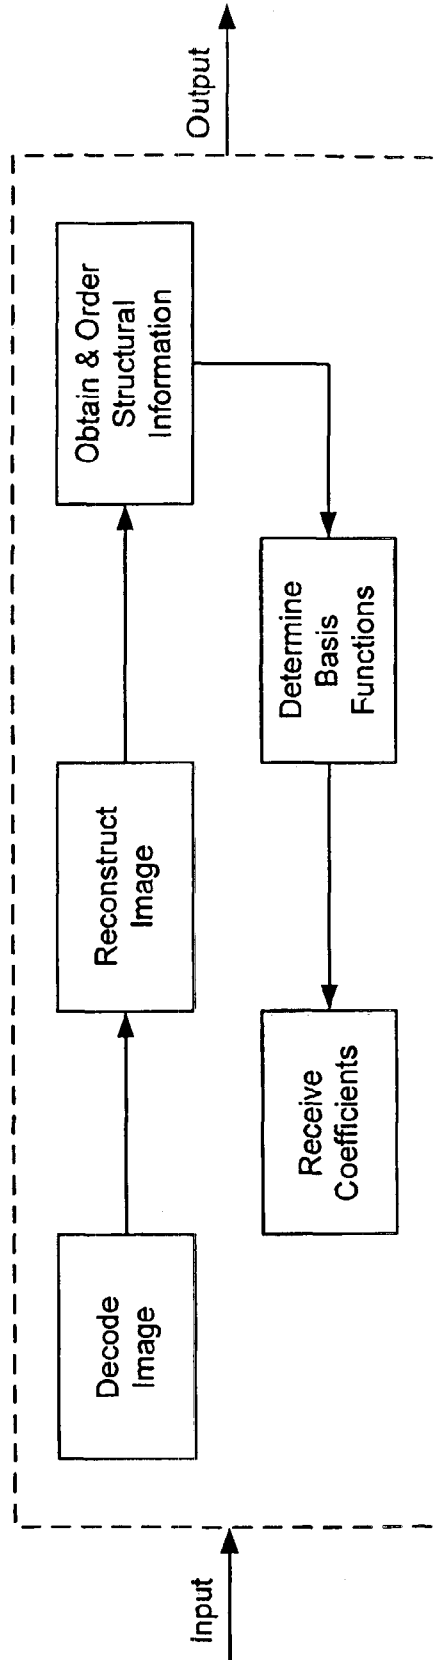 Input
Decode
Image
Reconstruct
Image
Obtain & Order
Structural
Information
Determine
Basis
Functions
Receive
Coefficients
Output